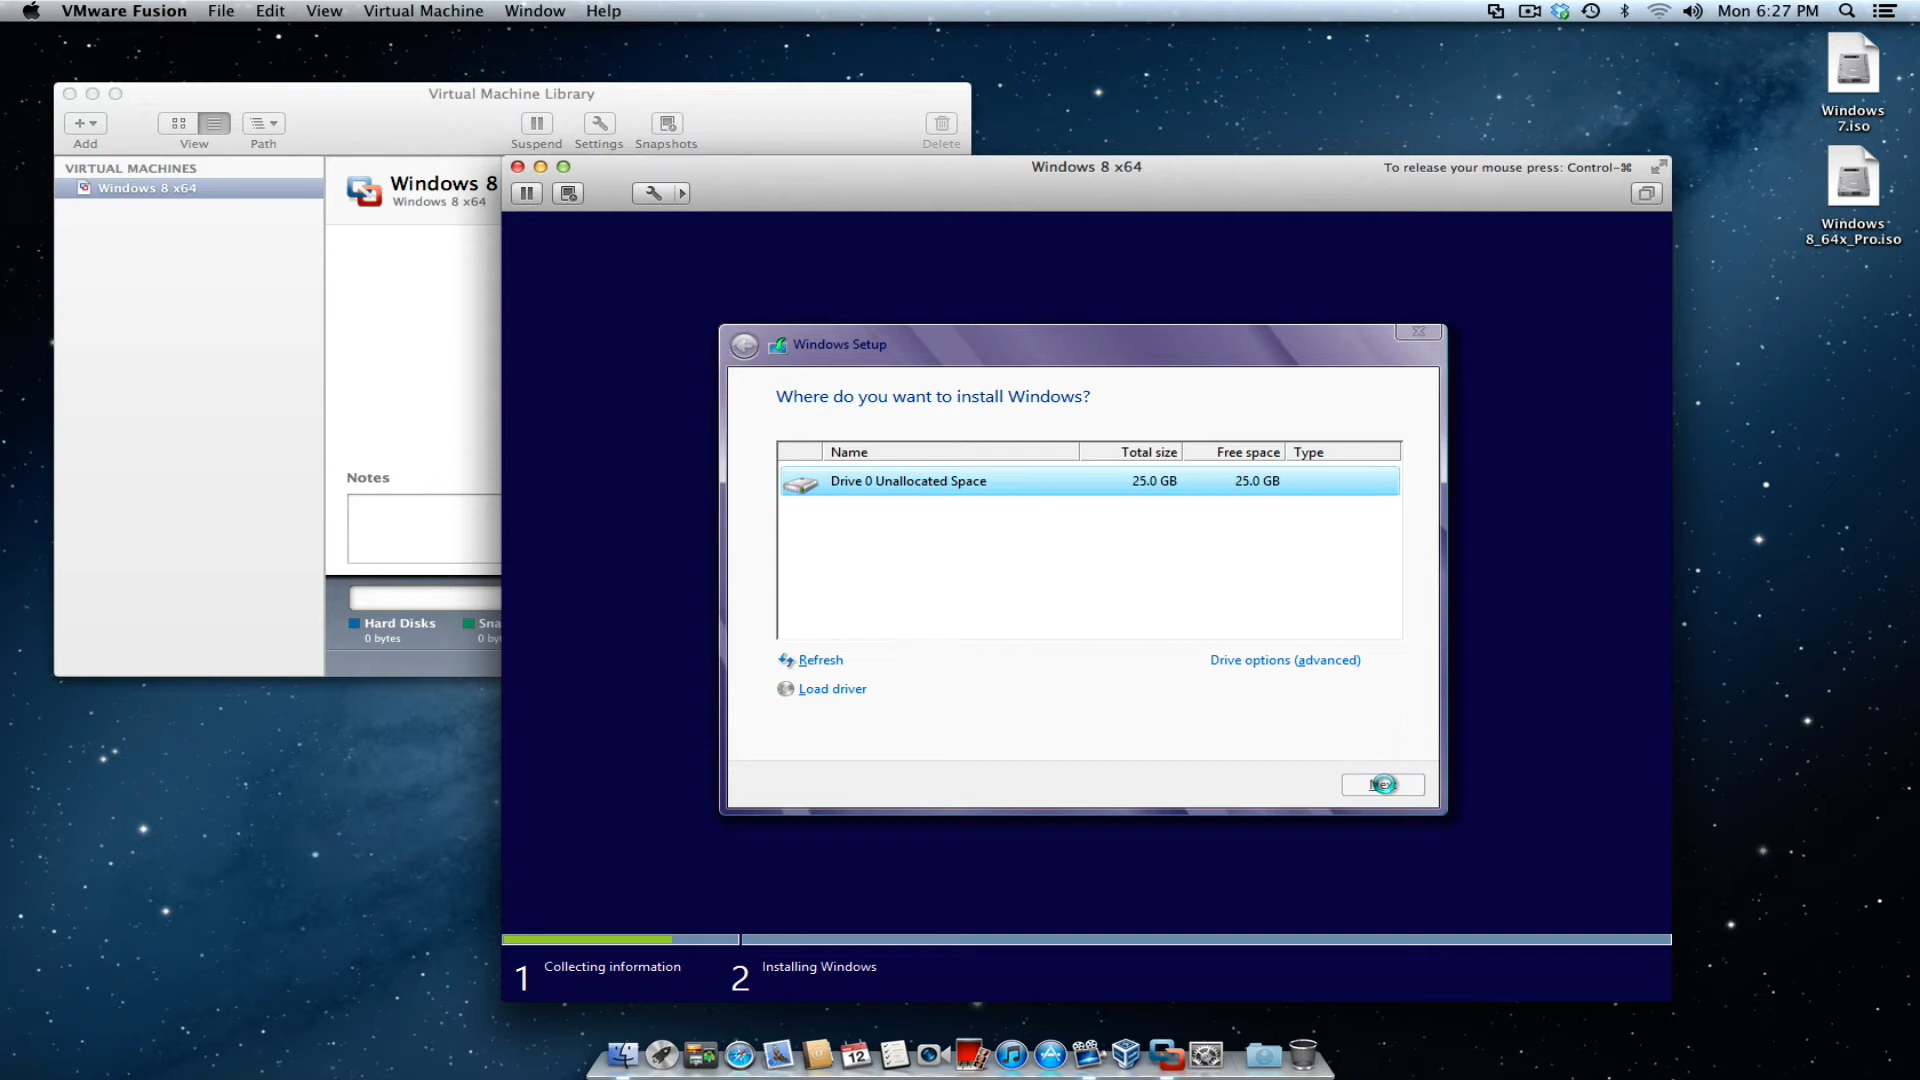 VMware Fusion File Edit View Virtual Machine Window Help Mon 6:27 PM
Windows
7.iso
Windows
8_64x_Pro.iso
Virtual Machine Library
Add View Path Suspend Settings Snapshots Delete
VIRTUAL MACHINES
Windows 8 x64
Windows 8
Windows 8 x64
Notes
Hard Disks
0 bytes
Sna
0 by
Windows 8 x64 To release your mouse press: Control-⌘
Windows Setup
Where do you want to install Windows?
Name Total size Free space Type
Drive 0 Unallocated Space 25.0 GB 25.0 GB
Refresh Drive options (advanced)
Load driver
1 Collecting information 2 Installing Windows
12